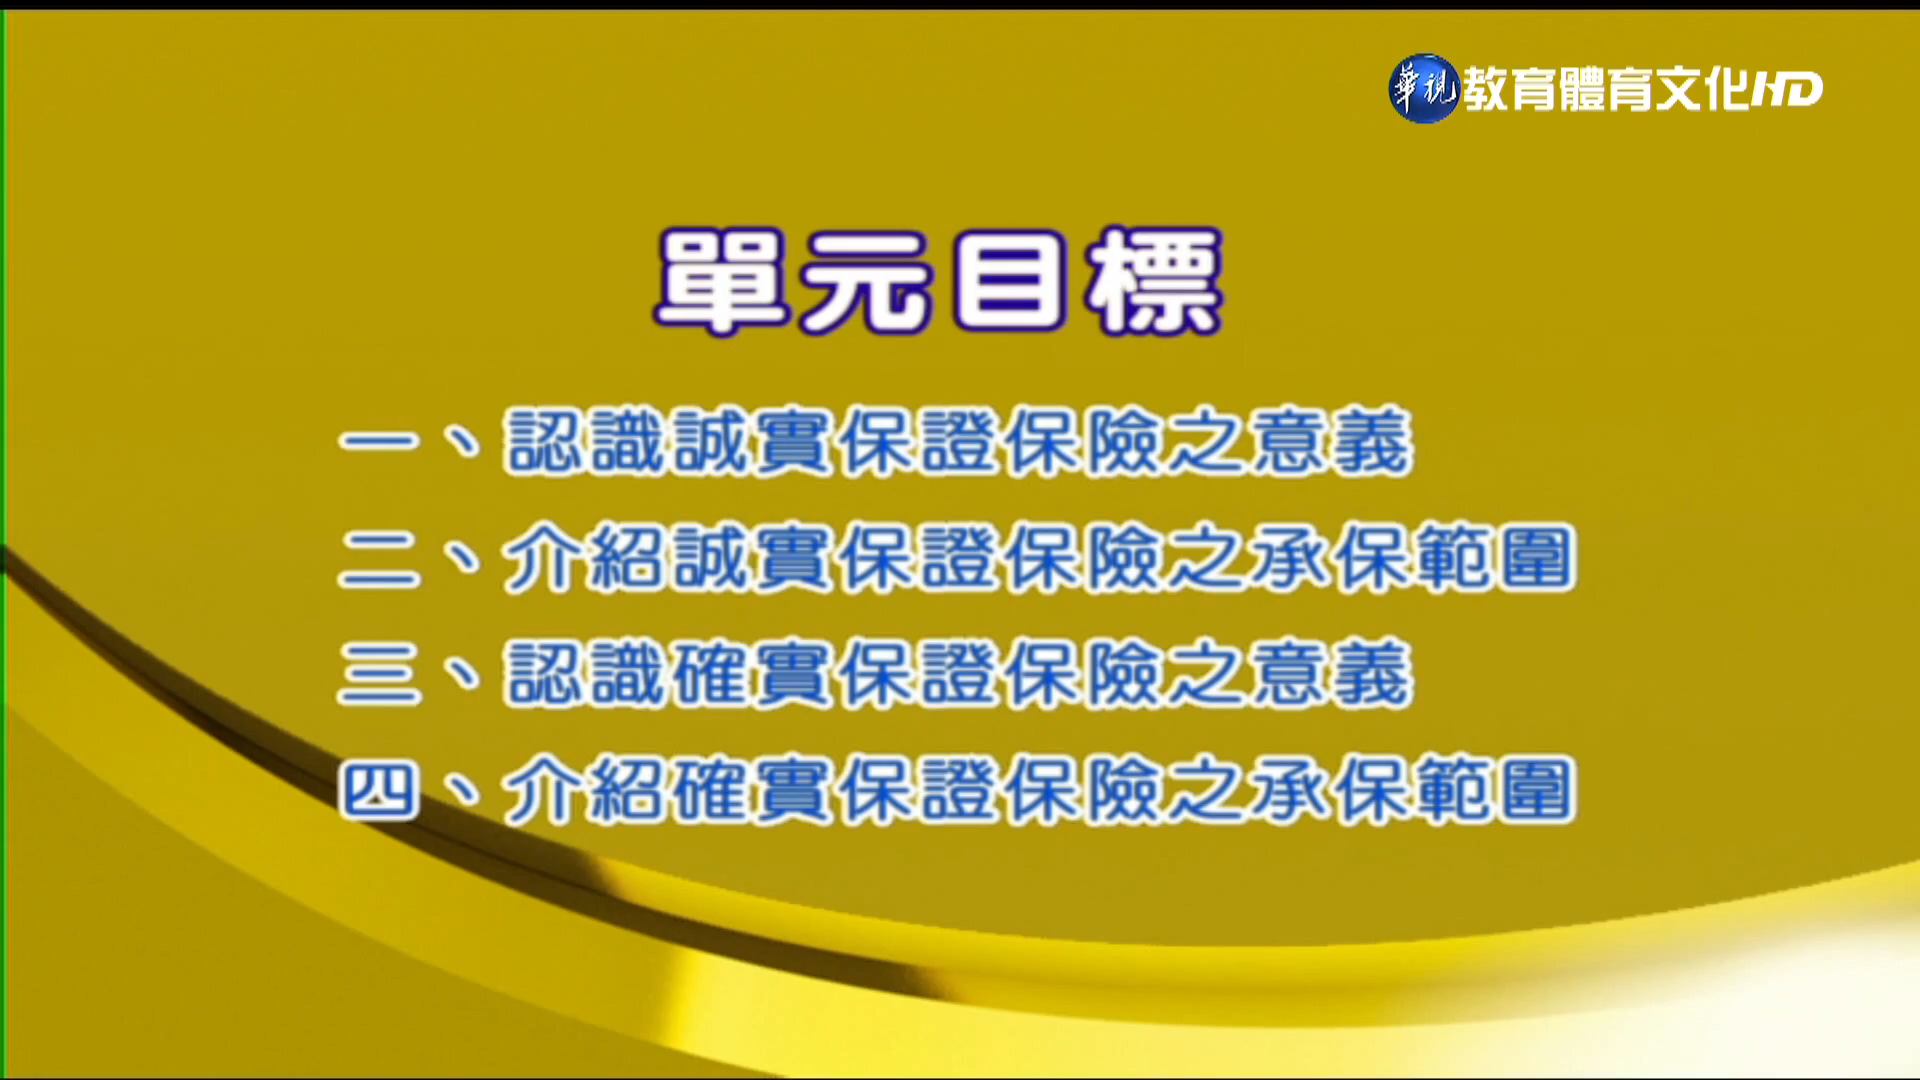 華視 教育體育文化HD
單元目標
一、認識誠實保證保險之意義
二、介紹誠實保證保險之承保範圍
三、認識確實保證保險之意義
四、介紹確實保證保險之承保範圍